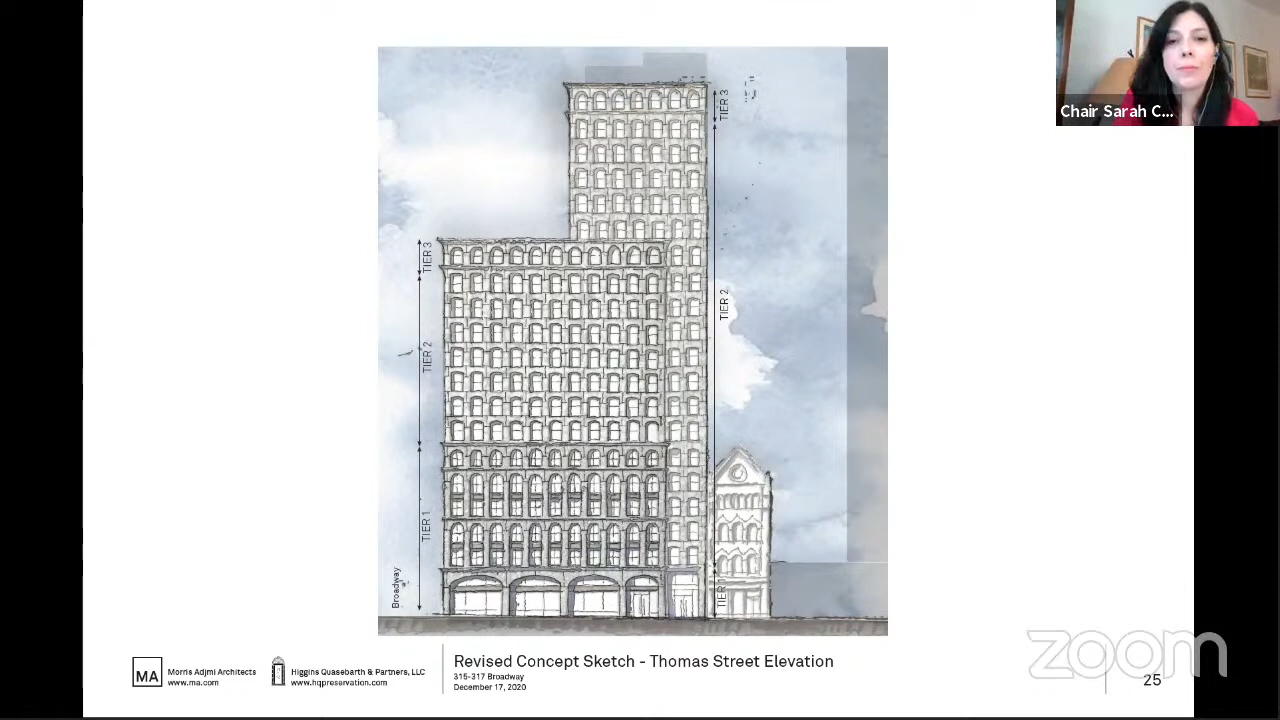 Chair Sarah C...
TIER 3
TIER 3
TIER 2
TIER 2
TIER 1
TIER
Broadway
MA
Morris Adjmi Architects
www.ma.com
Higgins Quasebarth & Partners, LLC
www.hqpreservation.com
Revised Concept Sketch - Thomas Street Elevation
315-317 Broadway
December 17, 2020
zoom
25